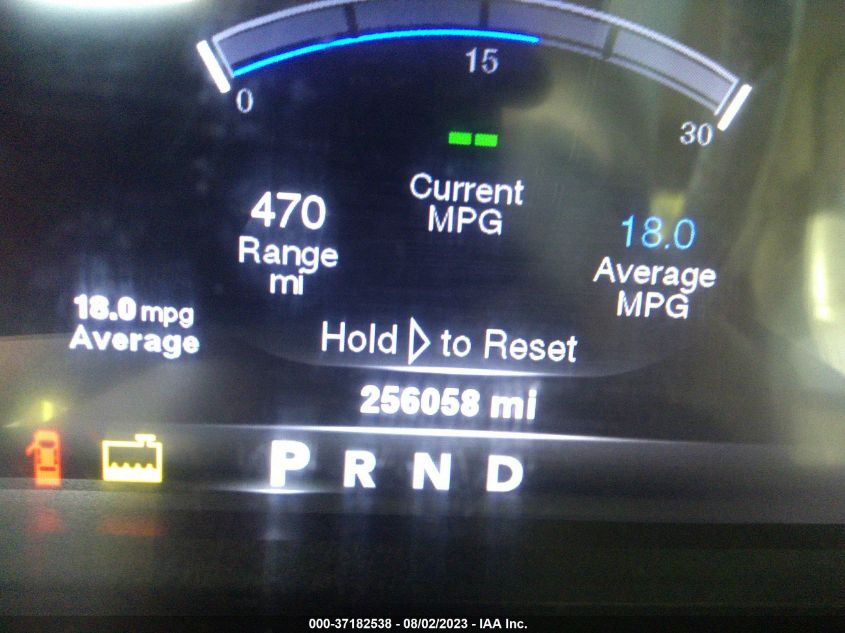 0
15
30
Current
MPG
470
Range
mi
18.0
Average
MPG
18.0 mpg
Average
Hold ▷ to Reset
256058 mi
P R N D
000-37182538 - 08/02/2023 - IAA Inc.